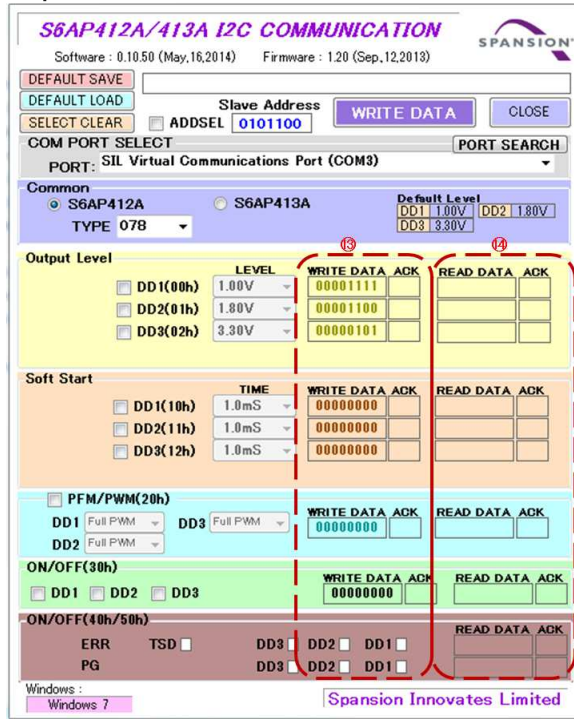 S6AP412A/413A I2C COMMUNICATION
SPANSION
Software : 0.10.50 (May,16,2014) Firmware : 1.20 (Sep,12,2013)
DEFAULT SAVE
DEFAULT LOAD
Slave Address
WRITE DATA
CLOSE
SELECT CLEAR
ADDSEL 0101100
COM PORT SELECT
PORT SEARCH
PORT: SIL Virtual Communications Port (COM3)
Common
S6AP412A S6AP413A
Default Level
DD1 1.00V DD2 1.80V
TYPE 078
DD3 3.30V
⑬ ⑭
Output Level
LEVEL WRITE DATA ACK READ DATA ACK
DD1(00h) 1.00V 00001111
DD2(01h) 1.80V 00001100
DD3(02h) 3.30V 00000101
Soft Start
TIME WRITE DATA ACK READ DATA ACK
DD1(10h) 1.0mS 00000000
DD2(11h) 1.0mS 00000000
DD3(12h) 1.0mS 00000000
PFM/PWM(20h)
WRITE DATA ACK READ DATA ACK
DD1 Full PWM DD3 Full PWM 00000000
DD2 Full PWM
ON/OFF(30h)
WRITE DATA ACK READ DATA ACK
DD1 DD2 DD3 00000000
ON/OFF(40h/50h)
READ DATA ACK
ERR TSD DD3 DD2 DD1
PG DD3 DD2 DD1
Windows :
Windows 7
Spansion Innovates Limited